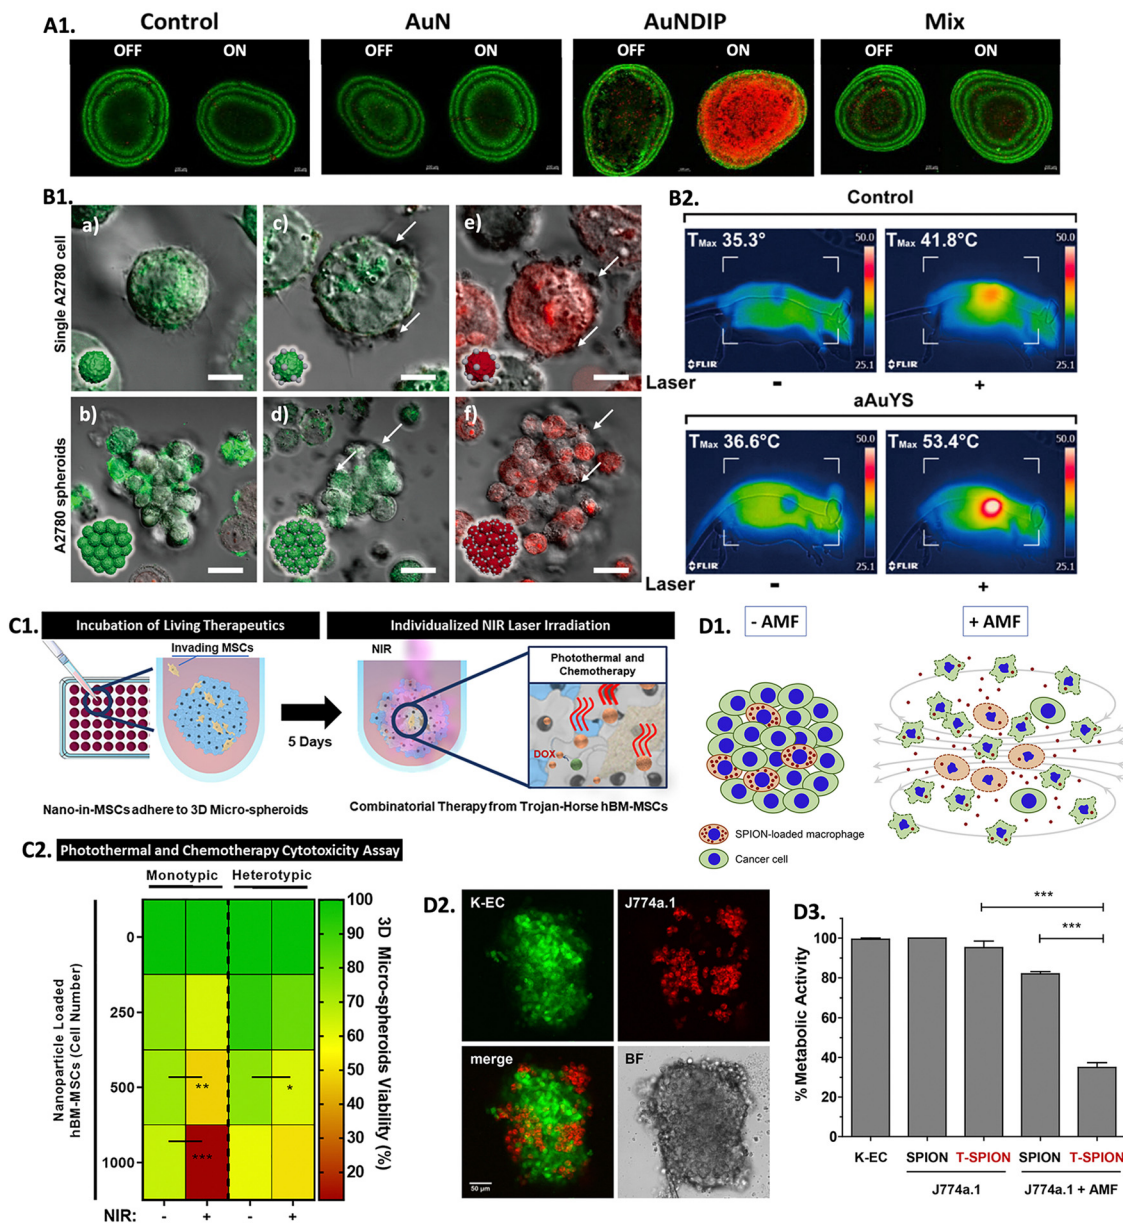 A1.
Control AuN AuNDIP Mix
OFF ON OFF ON OFF ON OFF ON
B1.
Single A2780 cell
a) c) e)
A2780 spheroids
b) d) f)
B2.
Control
TMax 35.3° 50.0 TMax 41.8°C 50.0
FLIR 25.1 FLIR 25.1
Laser - +
aAuYS
TMax 36.6°C 50.0 TMax 53.4°C 50.0
FLIR 25.1 FLIR 25.1
Laser - +
C1.
Incubation of Living Therapeutics
Invading MSCs
5 Days
Individualized NIR Laser Irradiation
NIR
Photothermal and
Chemotherapy
DOX
Nano-in-MSCs adhere to 3D Micro-spheroids
Combinatorial Therapy from Trojan-Horse hBM-MSCs
D1.
- AMF + AMF
SPION-loaded macrophage
Cancer cell
C2. Photothermal and Chemotherapy Cytotoxicity Assay
Monotypic Heterotypic
Nanoparticle Loaded
hBM-MSCs (Cell Number)
0
250
500
1000
** *
***
NIR: - + - +
100
90
80
70
60
50
40
30
20
3D Micro-spheroids Viability (%)
D2.
K-EC J774a.1
merge BF
50 µm
D3.
***
***
% Metabolic Activity
100
80
60
40
20
0
K-EC SPION T-SPION SPION T-SPION
J774a.1 J774a.1 + AMF